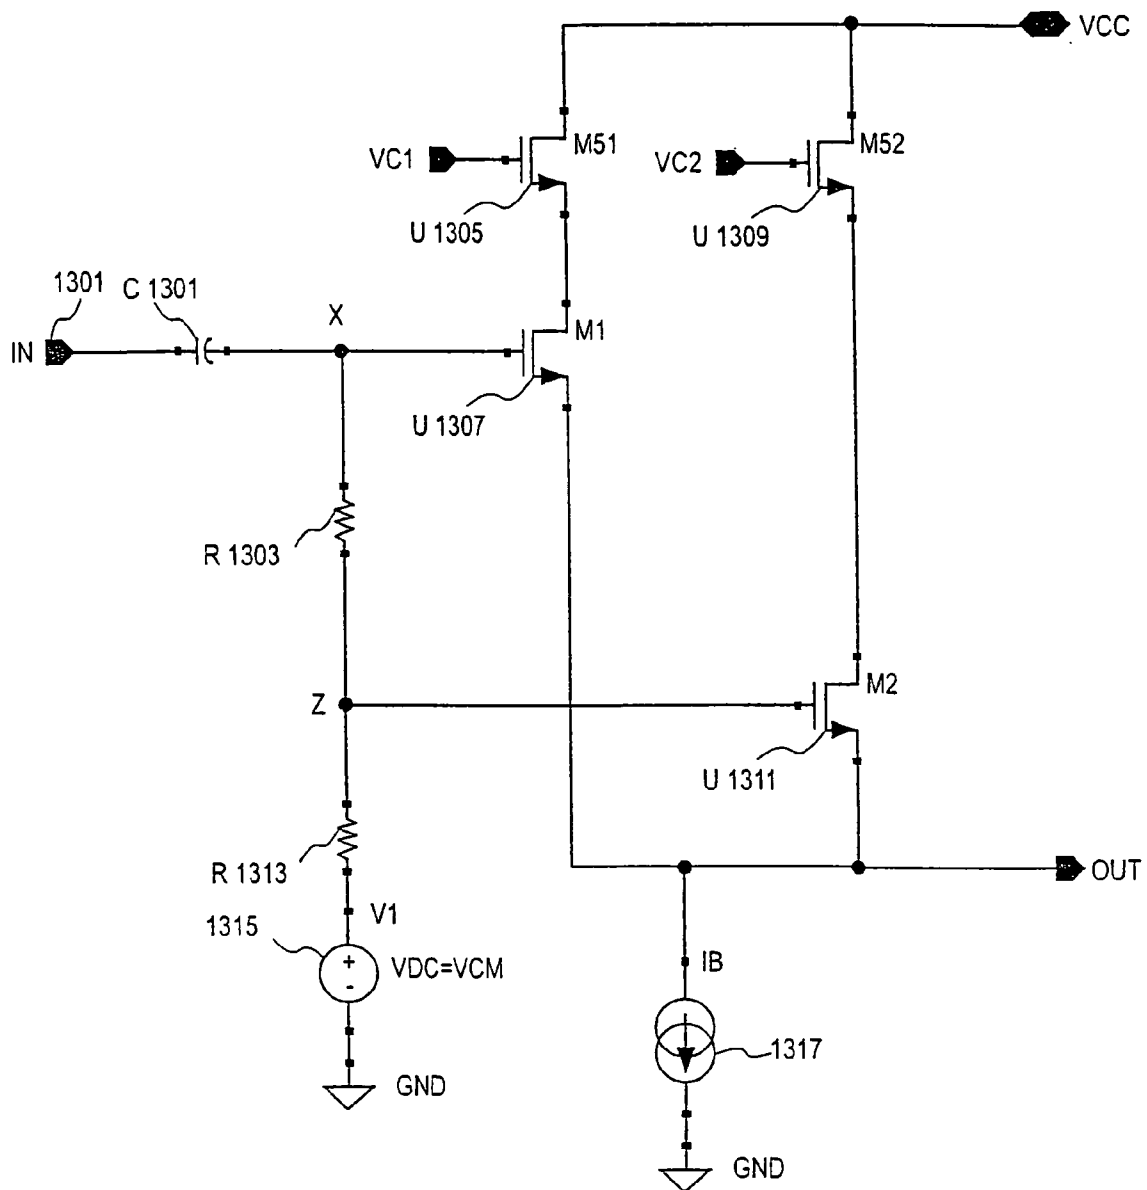 VCC
M51
M52
VC1
VC2
U 1305
U 1309
1301
C 1301
X
M1
IN
U 1307
R 1303
Z
M2
U 1311
R 1313
OUT
1315
V1
VDC=VCM
IB
1317
GND
GND